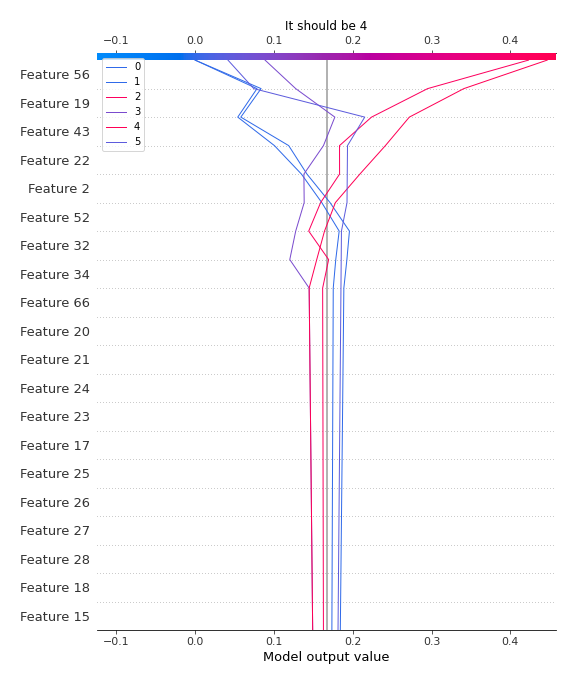 It should be 4
−0.1 0.0 0.1 0.2 0.3 0.4
0
1
2
3
4
5
Feature 56
Feature 19
Feature 43
Feature 22
Feature 2
Feature 52
Feature 32
Feature 34
Feature 66
Feature 20
Feature 21
Feature 24
Feature 23
Feature 17
Feature 25
Feature 26
Feature 27
Feature 28
Feature 18
Feature 15
−0.1 0.0 0.1 0.2 0.3 0.4
Model output value